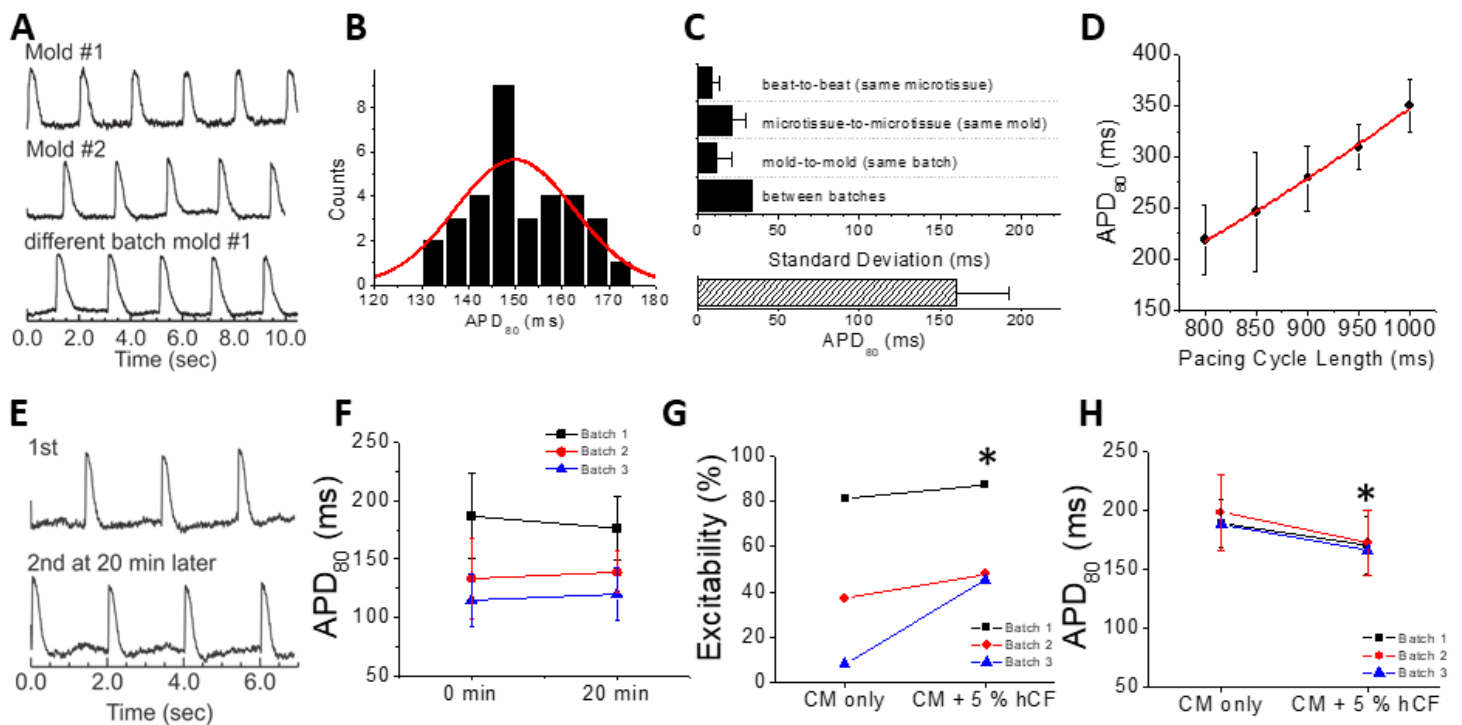 A
Mold #1
Mold #2
different batch mold #1
0.0 2.0 4.0 6.0 8.0 10.0
Time (sec)
B
Counts
8
6
4
2
0
120 130 140 150 160 170 180
APD80 (ms)
C
beat-to-beat (same microtissue)
microtissue-to-microtissue (same mold)
mold-to-mold (same batch)
between batches
0 50 100 150 200
Standard Deviation (ms)
0 50 100 150 200
APD80 (ms)
D
APD80 (ms)
400
350
300
250
200
150
800 850 900 950 1000
Pacing Cycle Length (ms)
E
1st
2nd at 20 min later
0.0 2.0 4.0 6.0
Time (sec)
F
APD80 (ms)
250
200
150
100
50
Batch 1
Batch 2
Batch 3
0 min 20 min
G
Excitability (%)
100
80
60
40
20
0
*
Batch 1
Batch 2
Batch 3
CM only CM + 5 % hCF
H
APD80 (ms)
250
200
150
100
50
*
Batch 1
Batch 2
Batch 3
CM only CM + 5 % hCF